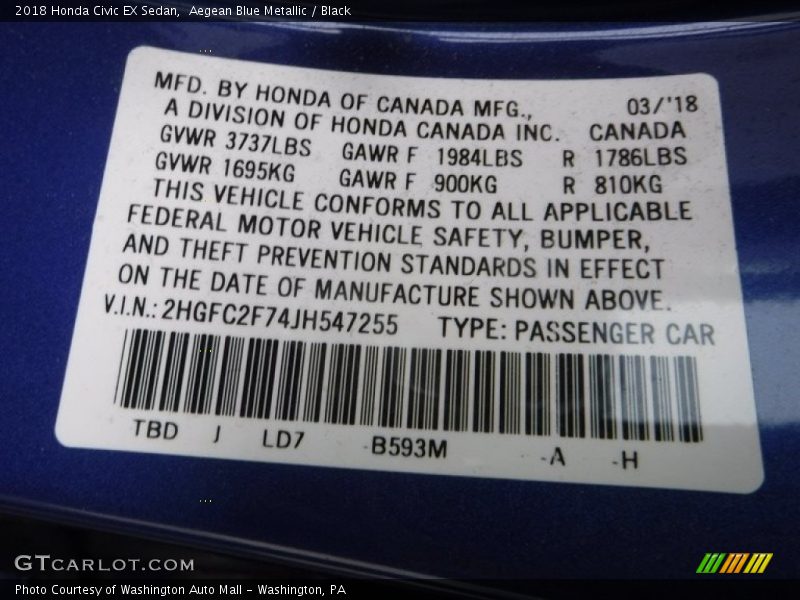 2018 Honda Civic EX Sedan,  Aegean Blue Metallic / Black
MFD. BY HONDA OF CANADA MFG., 03/'18
A DIVISION OF HONDA CANADA INC. CANADA
GVWR 3737LBS GAWR F 1984LBS R 1786LBS
GVWR 1695KG GAWR F 900KG R 810KG
THIS VEHICLE CONFORMS TO ALL APPLICABLE
FEDERAL MOTOR VEHICLE SAFETY, BUMPER,
AND THEFT PREVENTION STANDARDS IN EFFECT
ON THE DATE OF MANUFACTURE SHOWN ABOVE.
V.I.N.: 2HGFC2F74JH547255 TYPE: PASSENGER CAR
TBD J LD7 -B593M -A -H
GTCARLOT.COM
Photo Courtesy of Washington Auto Mall - Washington, PA